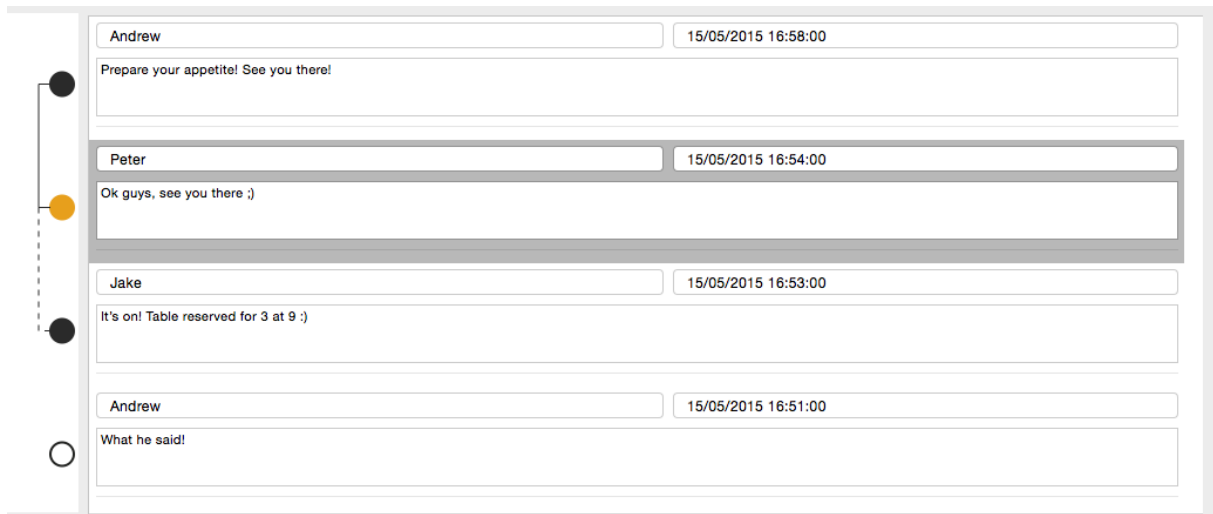 Andrew 15/05/2015 16:58:00
Prepare your appetite! See you there!
Peter 15/05/2015 16:54:00
Ok guys, see you there ;)
Jake 15/05/2015 16:53:00
It's on! Table reserved for 3 at 9 :)
Andrew 15/05/2015 16:51:00
What he said!